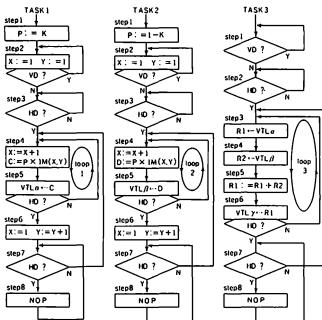 TASK1
step1
P:= K
step2
X:=1 Y:=1
VD ?
N
Y
step3
HD ?
N
Y
step4
X:=X+1
C:=P × IM(X,Y)
loop
1
step5
VTLα←C
HD ?
N
Y
step6
X:=1 Y:=Y+1
step7
HD ?
N
Y
step8
NOP
TASK2
step1
P:=1-K
step2
X:=1 Y:=1
VD ?
N
Y
step3
HD ?
N
Y
step4
X:=X+1
D:=P × IM(X,Y)
loop
2
step5
VTLβ←D
HD ?
N
Y
step6
X:=1 Y:=Y+1
step7
HD ?
N
Y
step8
NOP
TASK3
step1
VD ?
N
Y
step2
HD ?
N
Y
step3
R1←VTLα
step4
R2←VTLβ
loop
3
step5
R1:=R1+R2
step6
VTLγ←R1
HD ?
N
Y
step7
HD ?
N
Y
step8
NOP